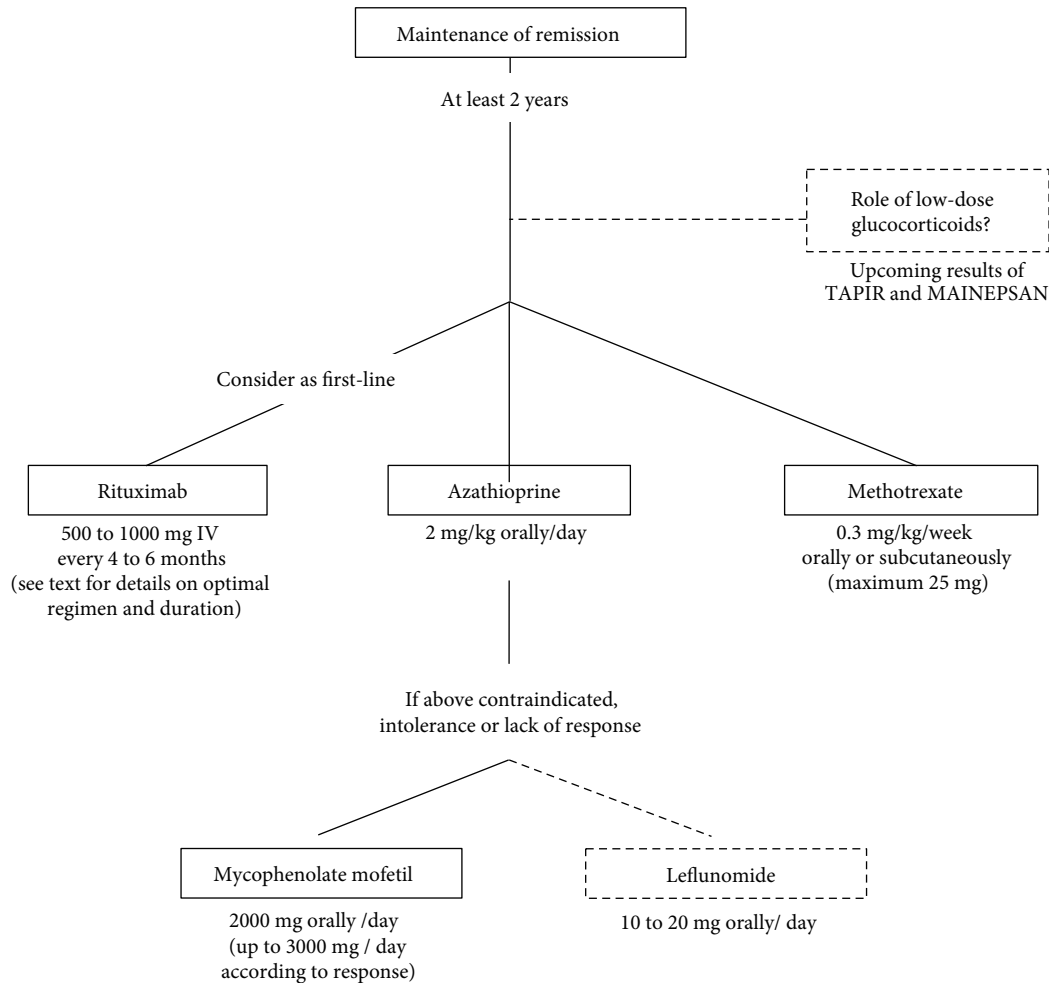 Maintenance of remission
At least 2 years
Role of low-dose
glucocorticoids?
Upcoming results of
TAPIR and MAINEPSAN
Consider as first-line
Rituximab
500 to 1000 mg IV
every 4 to 6 months
(see text for details on optimal
regimen and duration)
Azathioprine
2 mg/kg orally/day
Methotrexate
0.3 mg/kg/week
orally or subcutaneously
(maximum 25 mg)
If above contraindicated,
intolerance or lack of response
Mycophenolate mofetil
2000 mg orally /day
(up to 3000 mg / day
according to response)
Leflunomide
10 to 20 mg orally/ day